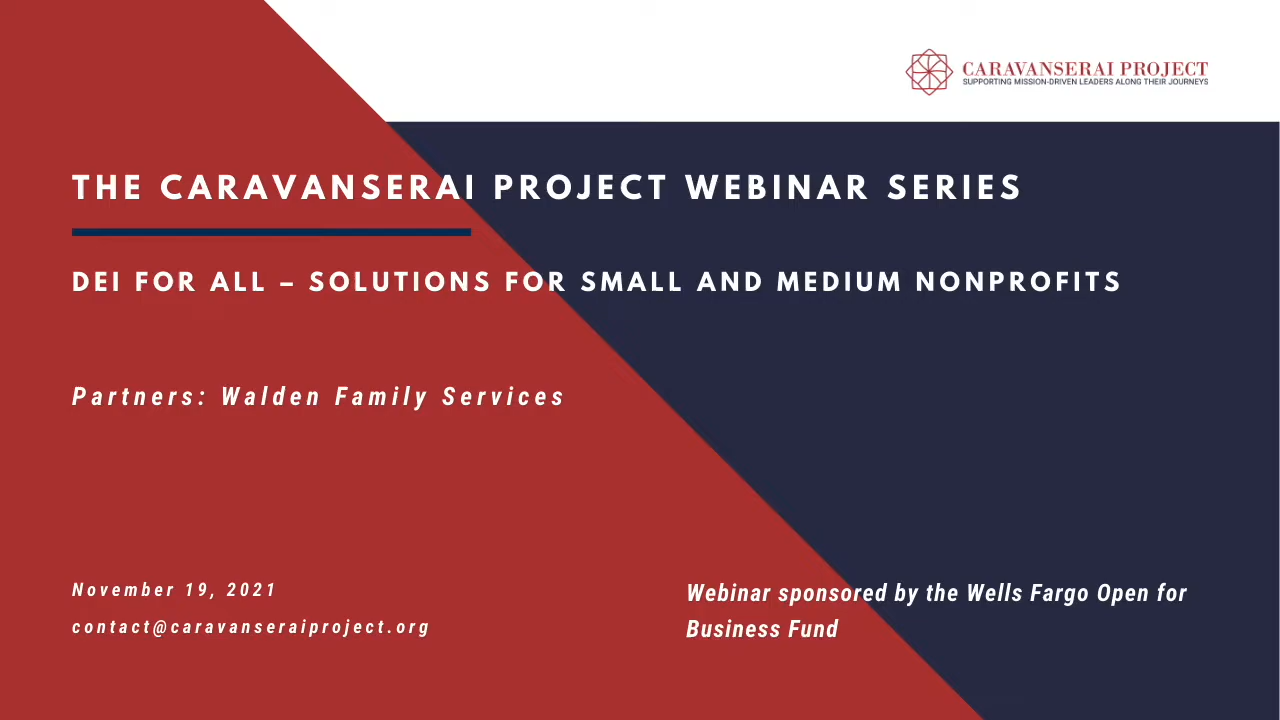 CARAVANSERAI PROJECT
SUPPORTING MISSION-DRIVEN LEADERS ALONG THEIR JOURNEYS
THE CARAVANSERAI PROJECT WEBINAR SERIES
DEI FOR ALL – SOLUTIONS FOR SMALL AND MEDIUM NONPROFITS
Partners: Walden Family Services
November 19, 2021
contact@caravanseraiproject.org
Webinar sponsored by the Wells Fargo Open for
Business Fund